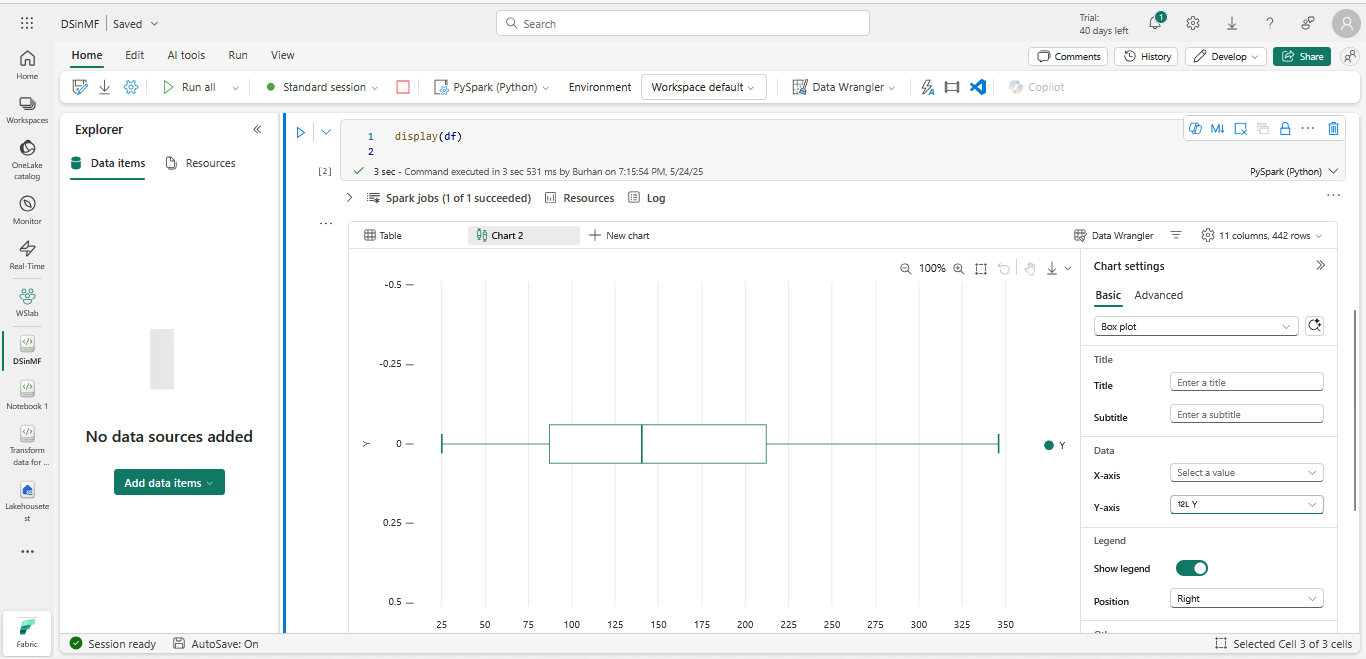 DSinMF
Saved
Search
Trial:
40 days left
1
Home
Edit
AI tools
Run
View
Comments
History
Develop
Share
Run all
Standard session
PySpark (Python)
Environment
Workspace default
Data Wrangler
Copilot
Home
Workspaces
OneLake
catalog
Monitor
Real-Time
WSlab
DSinMF
Notebook 1
Transform
data for ...
Lakehousete
st
Fabric
Explorer
Data items
Resources
No data sources added
Add data items
1 display(df)
2
M↓
[2]
3 sec - Command executed in 3 sec 531 ms by Burhan on 7:15:54 PM, 5/24/25
PySpark (Python)
Spark jobs (1 of 1 succeeded)
Resources
Log
Table
Chart 2
New chart
Data Wrangler
11 columns, 442 rows
100%
-0.5
-0.25
0
0.25
0.5
Y
25 50 75 100 125 150 175 200 225 250 275 300 325 350
Y
Chart settings
Basic
Advanced
Box plot
Title
Title
Enter a title
Subtitle
Enter a subtitle
Data
X-axis
Select a value
Y-axis
12L Y
Legend
Show legend
Position
Right
Session ready
AutoSave: On
Selected Cell 3 of 3 cells